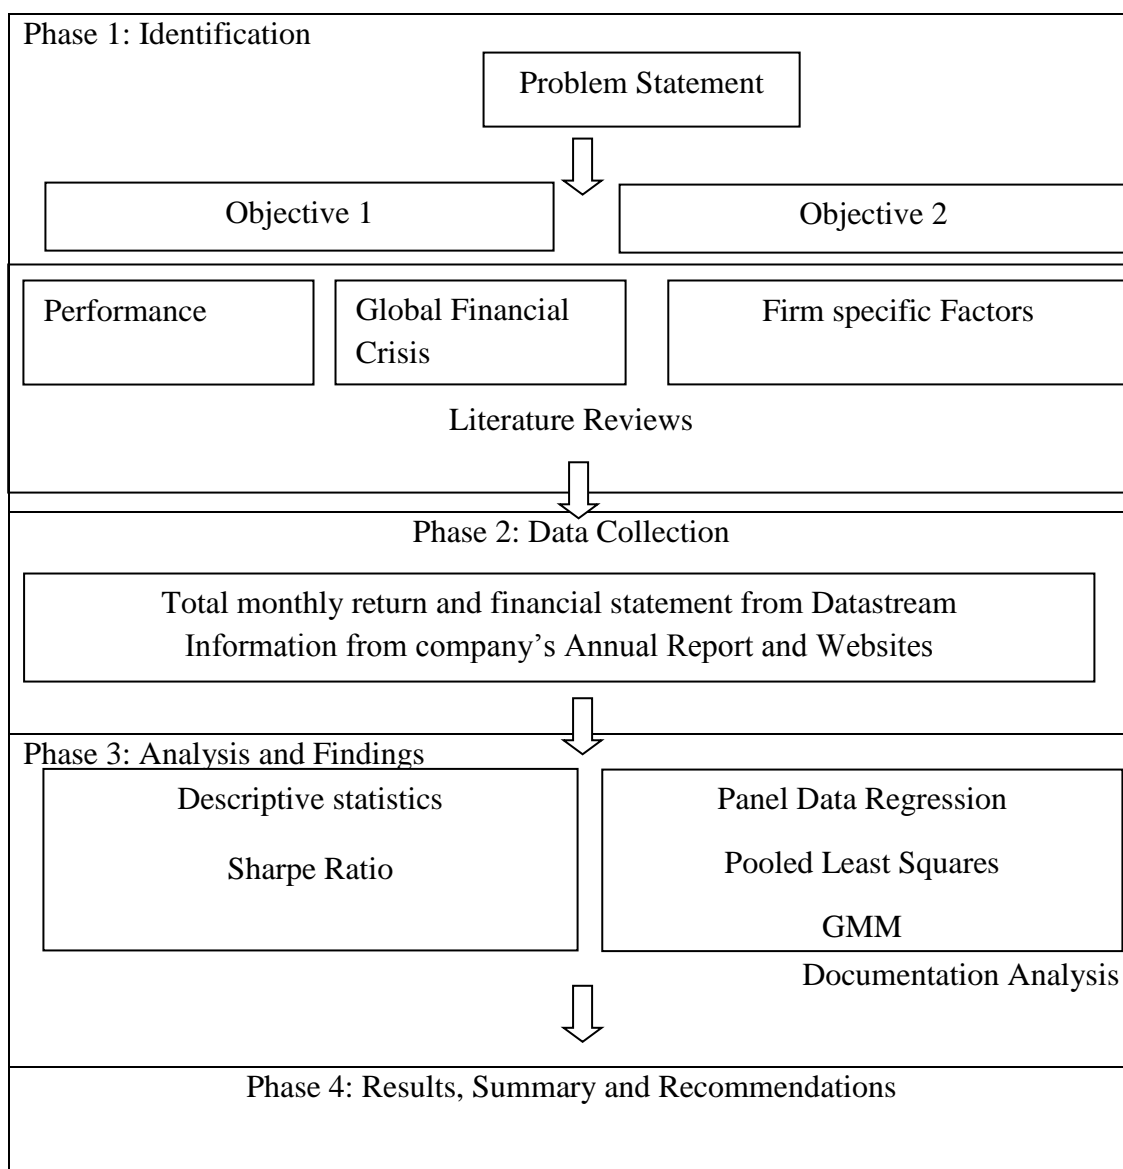 Phase 1: Identification
Problem Statement
Objective 1
Objective 2
Performance
Global Financial
Crisis
Firm specific Factors
Literature Reviews
Phase 2: Data Collection
Total monthly return and financial statement from Datastream
Information from company’s Annual Report and Websites
Phase 3: Analysis and Findings
Descriptive statistics
Sharpe Ratio
Panel Data Regression
Pooled Least Squares
GMM
Documentation Analysis
Phase 4: Results, Summary and Recommendations